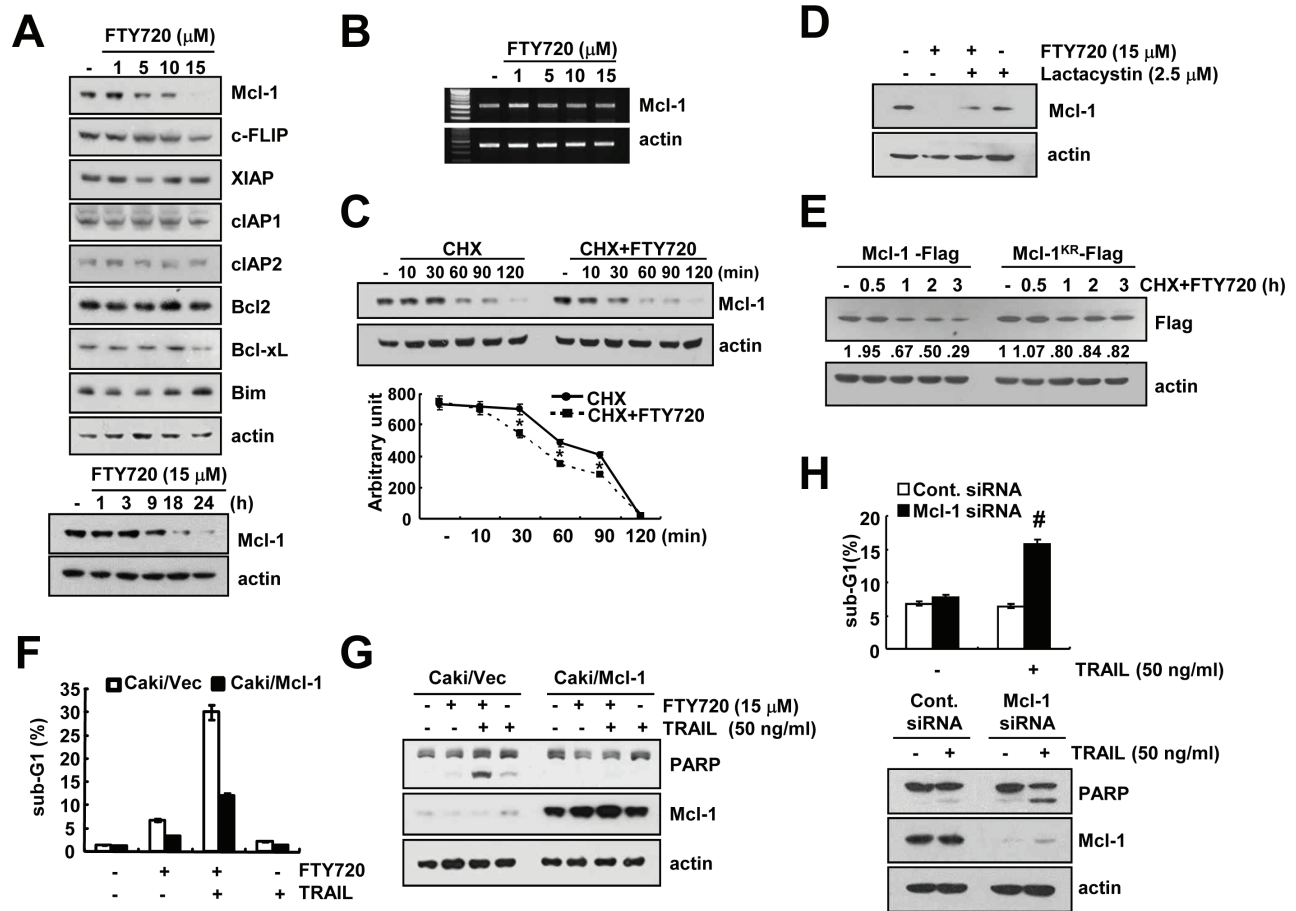 A
FTY720 (μM)
- 1 5 10 15
Mcl-1
c-FLIP
XIAP
cIAP1
cIAP2
Bcl2
Bcl-xL
Bim
actin
FTY720 (μM)
- 1 3 9 18 24 (h)
FTY720 (15 μM)
Mcl-1
actin
B
FTY720 (μM)
- 1 5 10 15
Mcl-1
actin
C
CHX CHX+FTY720
- 10 30 60 90 120 - 10 30 60 90 120 (min)
Mcl-1
actin
Arbitrary unit
800
600
400
200
0
CHX
CHX+FTY720
* * *
- 10 30 60 90 120 (min)
D
- + + - FTY720 (15 μM)
- - + + Lactacystin (2.5 μM)
Mcl-1
actin
E
Mcl-1 -Flag Mcl-1KR-Flag
- 0.5 1 2 3 - 0.5 1 2 3 CHX+FTY720 (h)
Flag
1 .95 .67 .50 .29 1 1.07 .80 .84 .82
actin
F
Caki/Vec Caki/Mcl-1
sub-G1 (%)
35
30
25
20
15
10
5
0
- + + - FTY720
- - + + TRAIL
G
Caki/Vec Caki/Mcl-1
- + + - - + + - FTY720 (15 μM)
- - + + - - + + TRAIL (50 ng/ml)
PARP
Mcl-1
actin
H
Cont. siRNA
Mcl-1 siRNA
sub-G1(%)
20
15
10
5
0
#
- + TRAIL (50 ng/ml)
Cont. siRNA Mcl-1 siRNA
- + - + TRAIL (50 ng/ml)
PARP
Mcl-1
actin